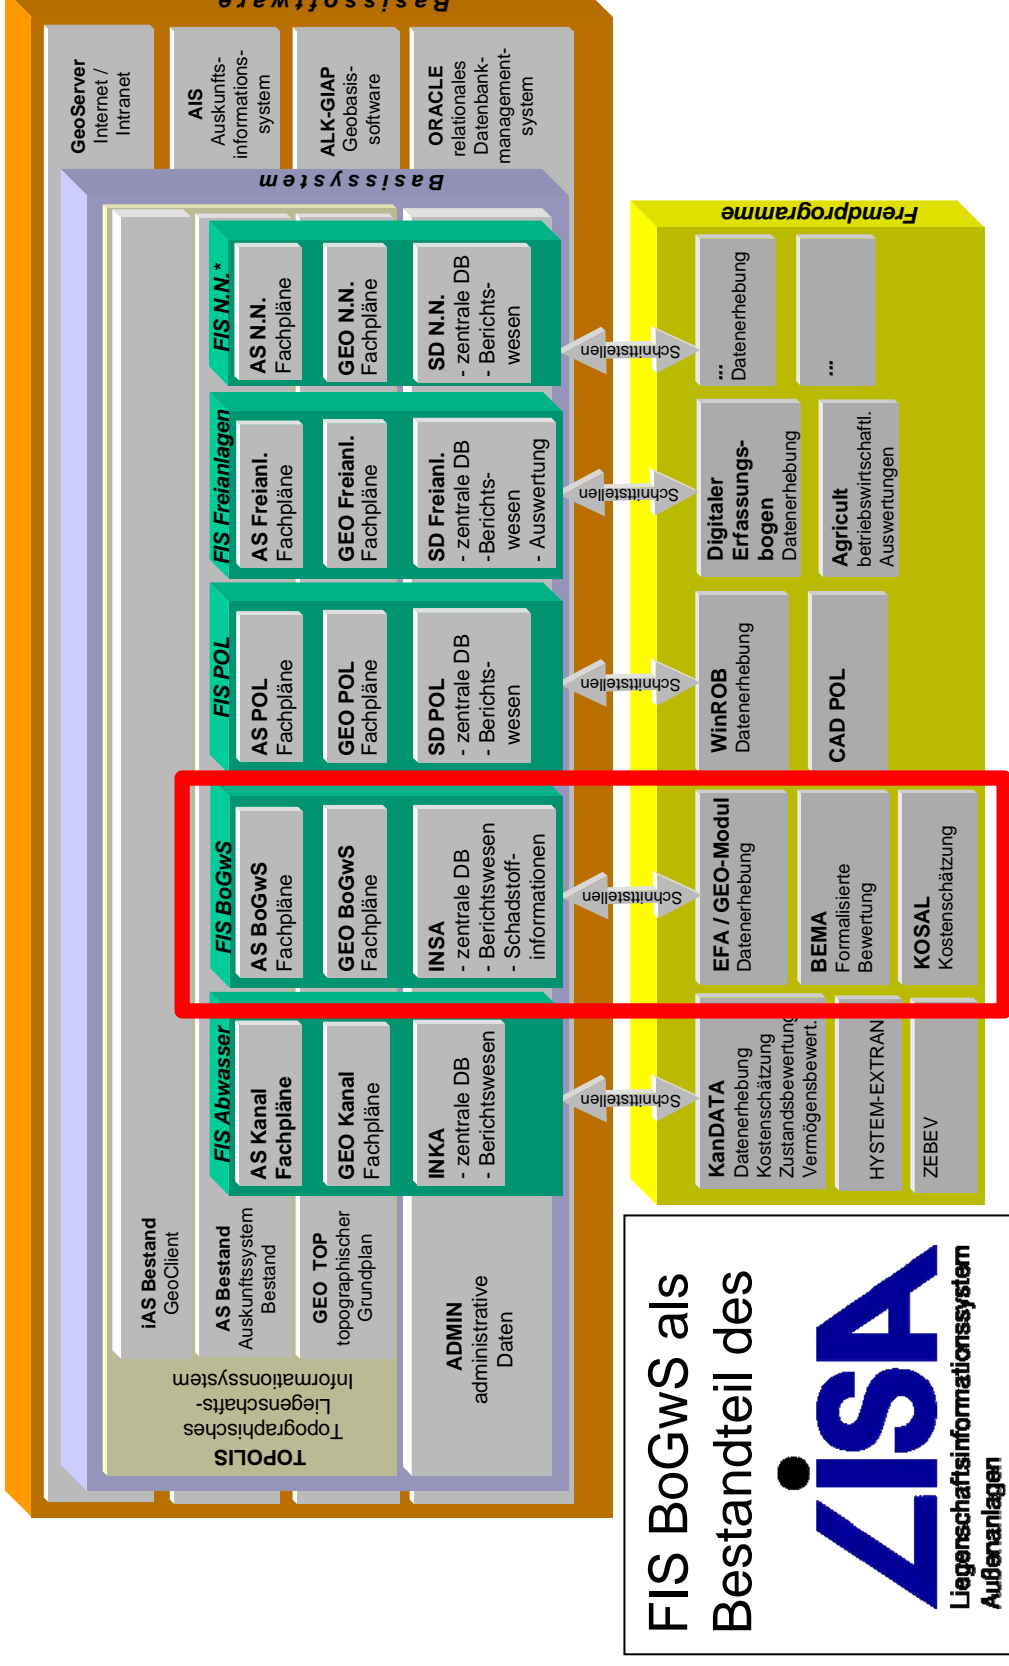 Basissoftware
GeoServer
Internet /
Intranet
AIS
Auskunfts-
informations-
system
ALK-GIAP
Geobasis-
software
ORACLE
relationales
Datenbank-
management-
system
Basissystem
TOPOLIS
Topographisches
Liegenschafts-
Informationssystem
iAS Bestand
GeoClient
AS Bestand
Auskunftssystem
Bestand
GEO TOP
topographischer
Grundplan
ADMIN
administrative
Daten
FIS Abwasser
AS Kanal
Fachpläne
GEO Kanal
Fachpläne
INKA
- zentrale DB
- Berichtswesen
FIS BoGwS
AS BoGwS
Fachpläne
GEO BoGwS
Fachpläne
INSA
- zentrale DB
- Berichtswesen
- Schadstoff-
informationen
FIS POL
AS POL
Fachpläne
GEO POL
Fachpläne
SD POL
- zentrale DB
- Berichts-
wesen
FIS Freianlagen
AS Freianl.
Fachpläne
GEO Freianl.
Fachpläne
SD Freianl.
- zentrale DB
-Berichts-
wesen
- Auswertung
FIS N.N.*
AS N.N.
Fachpläne
GEO N.N.
Fachpläne
SD N.N.
- zentrale DB
- Berichts-
wesen
Schnittstellen
Schnittstellen
Schnittstellen
Schnittstellen
Schnittstellen
Fremdprogramme
KanDATA
Datenerhebung
Kostenschätzung
Zustandsbewertung
Vermögensbewert.
HYSTEM-EXTRAN
ZEBEV
EFA / GEO-Modul
Datenerhebung
BEMA
Formalisierte
Bewertung
KOSAL
Kostenschätzung
WinROB
Datenerhebung
CAD POL
Digitaler
Erfassungs-
bogen
Datenerhebung
Agricult
betriebswirtschaftl.
Auswertungen
...
Datenerhebung
...
FIS BoGwS als
Bestandteil des
LISA
Liegenschaftsinformationssystem
Außenanlagen